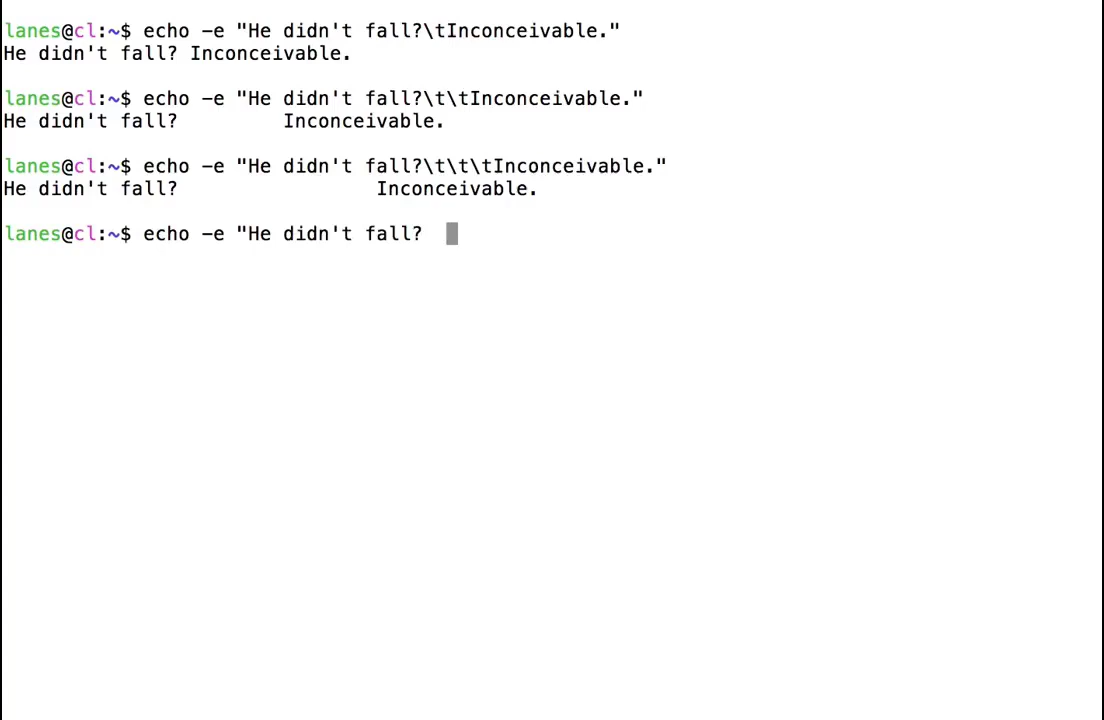 lanes@cl:~$ echo -e "He didn't fall?\tInconceivable."
He didn't fall? Inconceivable.
lanes@cl:~$ echo -e "He didn't fall?\t\tInconceivable."
He didn't fall?         Inconceivable.
lanes@cl:~$ echo -e "He didn't fall?\t\t\tInconceivable."
He didn't fall?                 Inconceivable.
lanes@cl:~$ echo -e "He didn't fall?